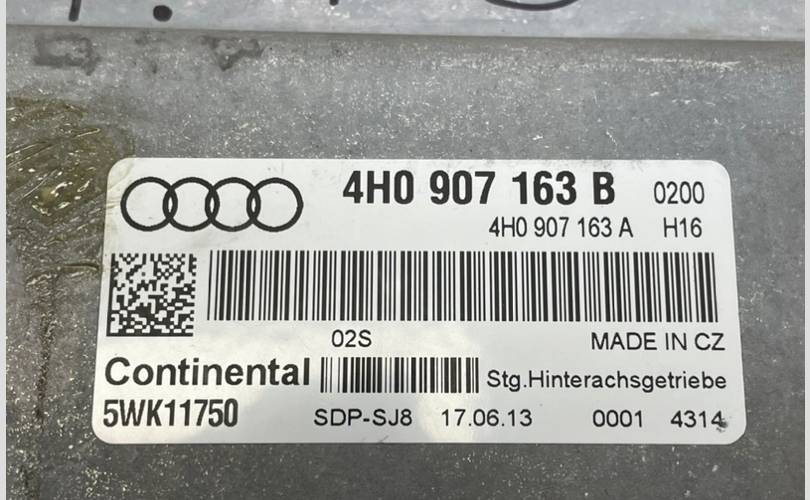 4H0 907 163 B 0200
4H0 907 163 A H16
02S MADE IN CZ
Continental Stg.Hinterachsgetriebe
5WK11750 SDP-SJ8 17.06.13 0001 4314